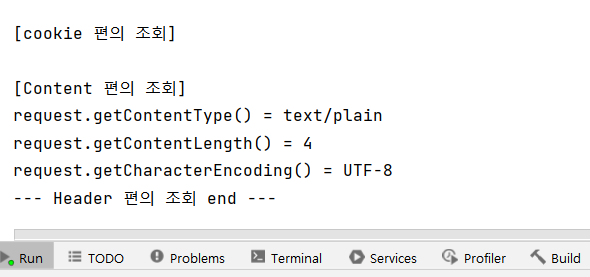 [cookie 편의 조회]
[Content 편의 조회]
request.getContentType() = text/plain
request.getContentLength() = 4
request.getCharacterEncoding() = UTF-8
--- Header 편의 조회 end ---
Run TODO Problems Terminal Services Profiler Build